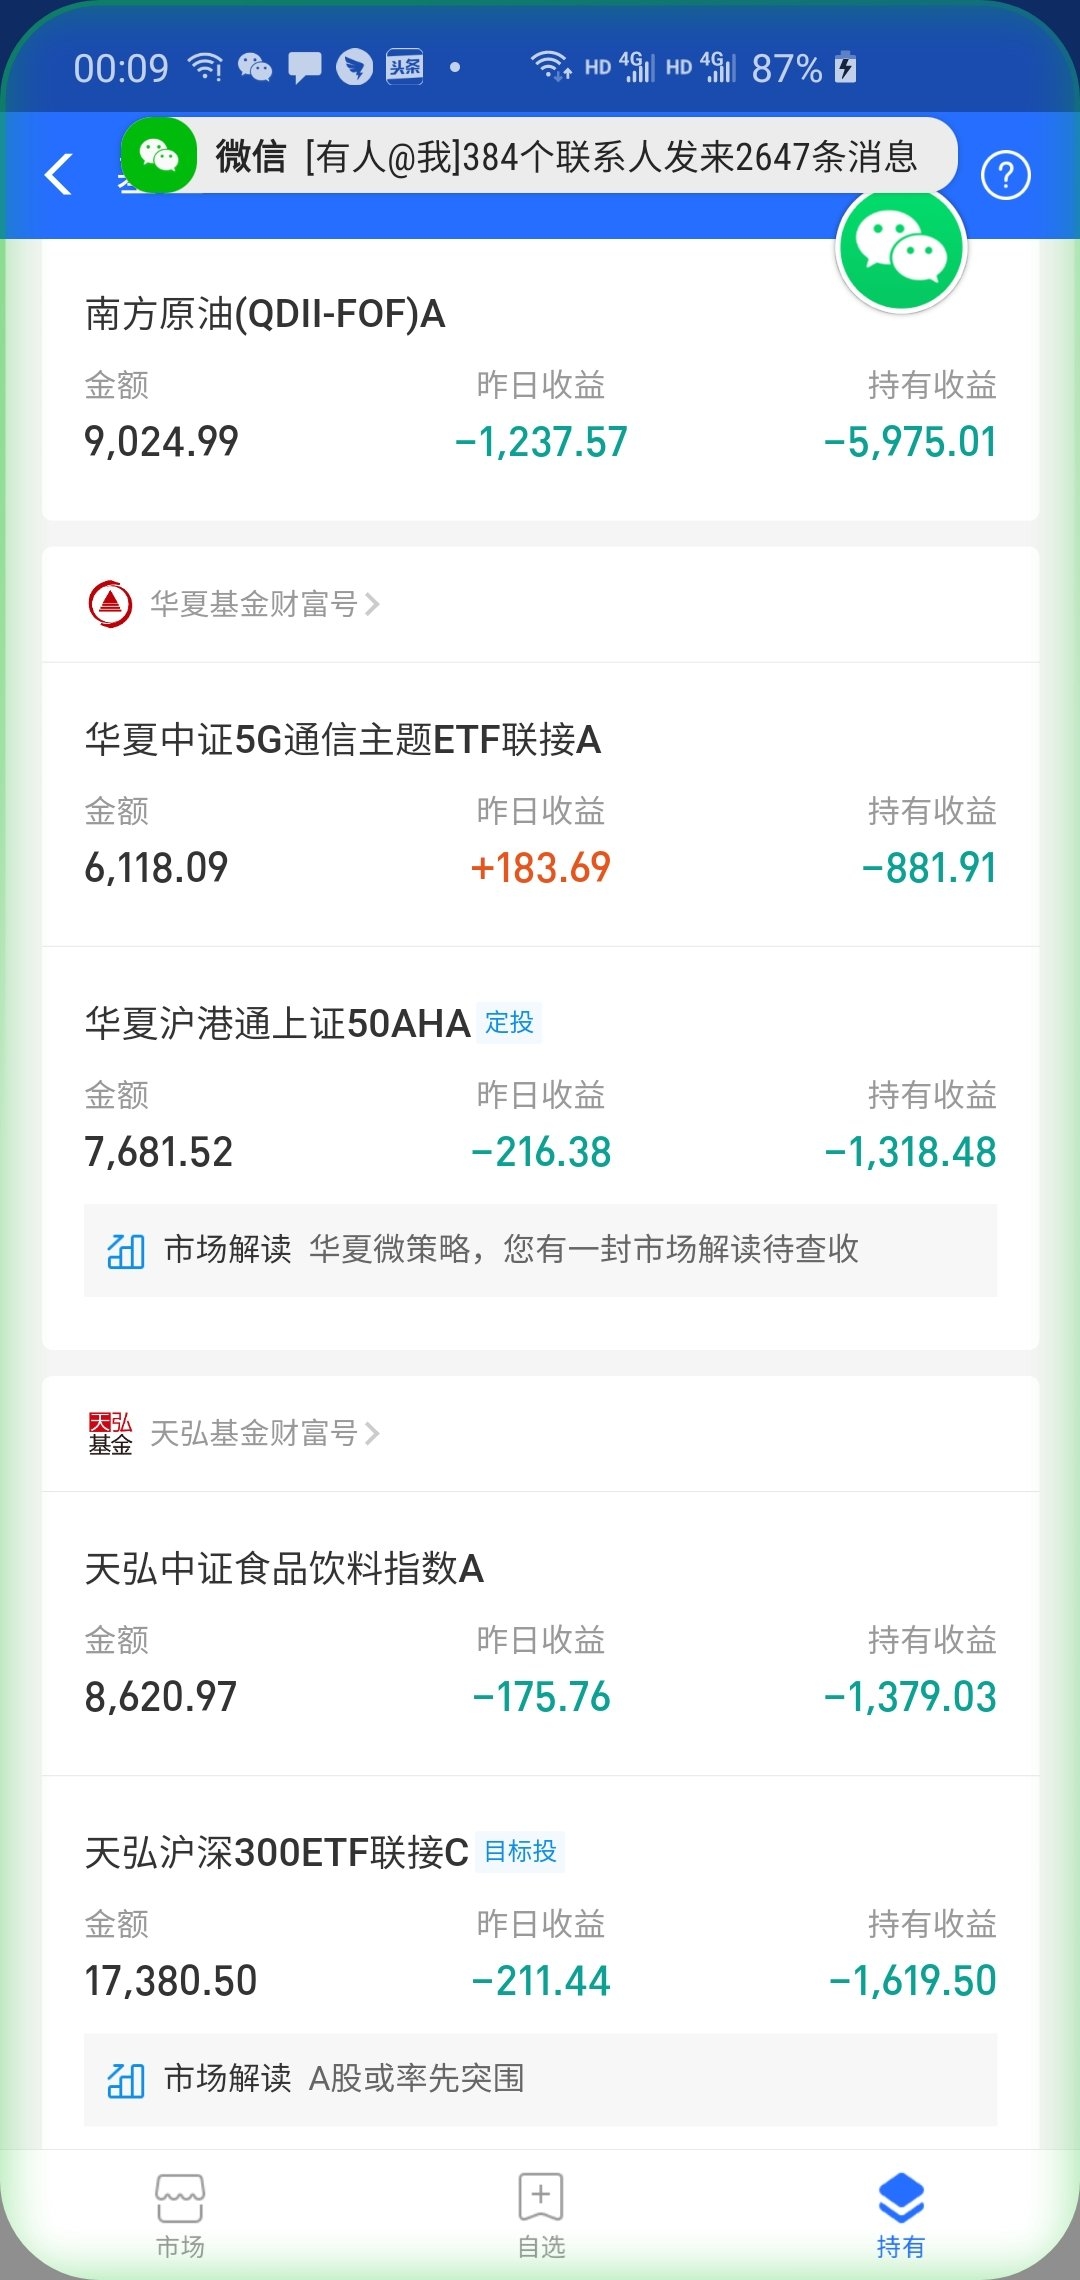 00:09 头条 HD 4G HD 4G 87%
微信 [有人@我]384个联系人发来2647条消息
南方原油(QDII-FOF)A
金额 昨日收益 持有收益
9,024.99 -1,237.57 -5,975.01
华夏基金财富号
华夏中证5G通信主题ETF联接A
金额 昨日收益 持有收益
6,118.09 +183.69 -881.91
华夏沪港通上证50AHA 定投
金额 昨日收益 持有收益
7,681.52 -216.38 -1,318.48
市场解读 华夏微策略，您有一封市场解读待查收
天弘基金 天弘基金财富号
天弘中证食品饮料指数A
金额 昨日收益 持有收益
8,620.97 -175.76 -1,379.03
天弘沪深300ETF联接C 目标投
金额 昨日收益 持有收益
17,380.50 -211.44 -1,619.50
市场解读 A股或率先突围
市场 自选 持有